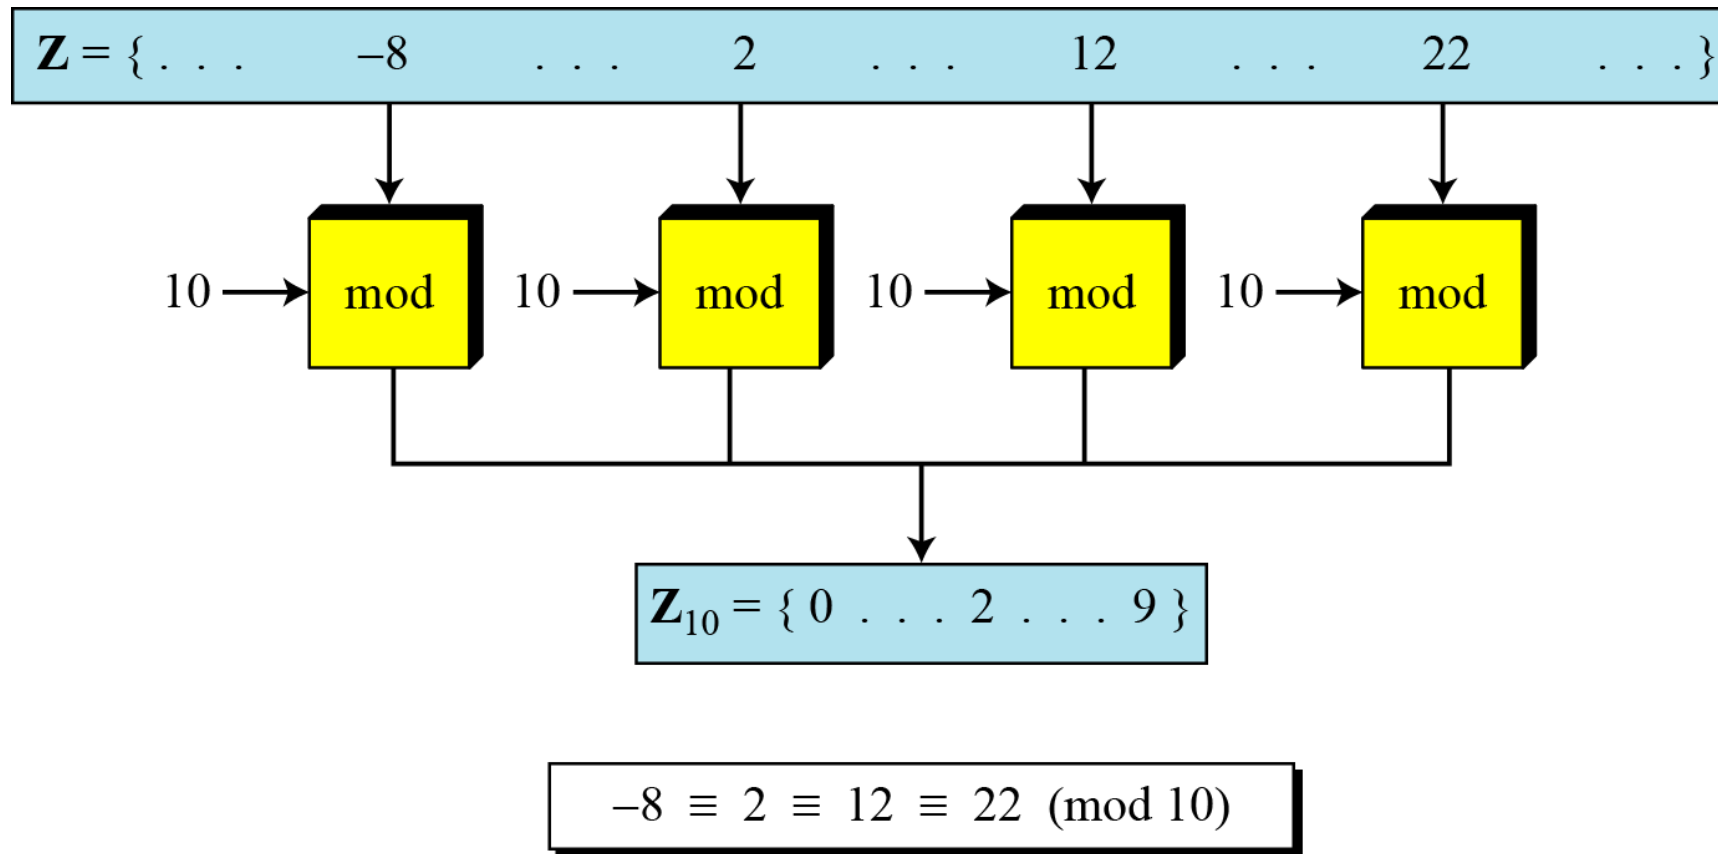 Z = { . . . −8 . . . 2 . . . 12 . . . 22 . . . }
10 mod 10 mod 10 mod 10 mod
Z₁₀ = { 0 . . . 2 . . . 9 }
−8 ≡ 2 ≡ 12 ≡ 22 (mod 10)